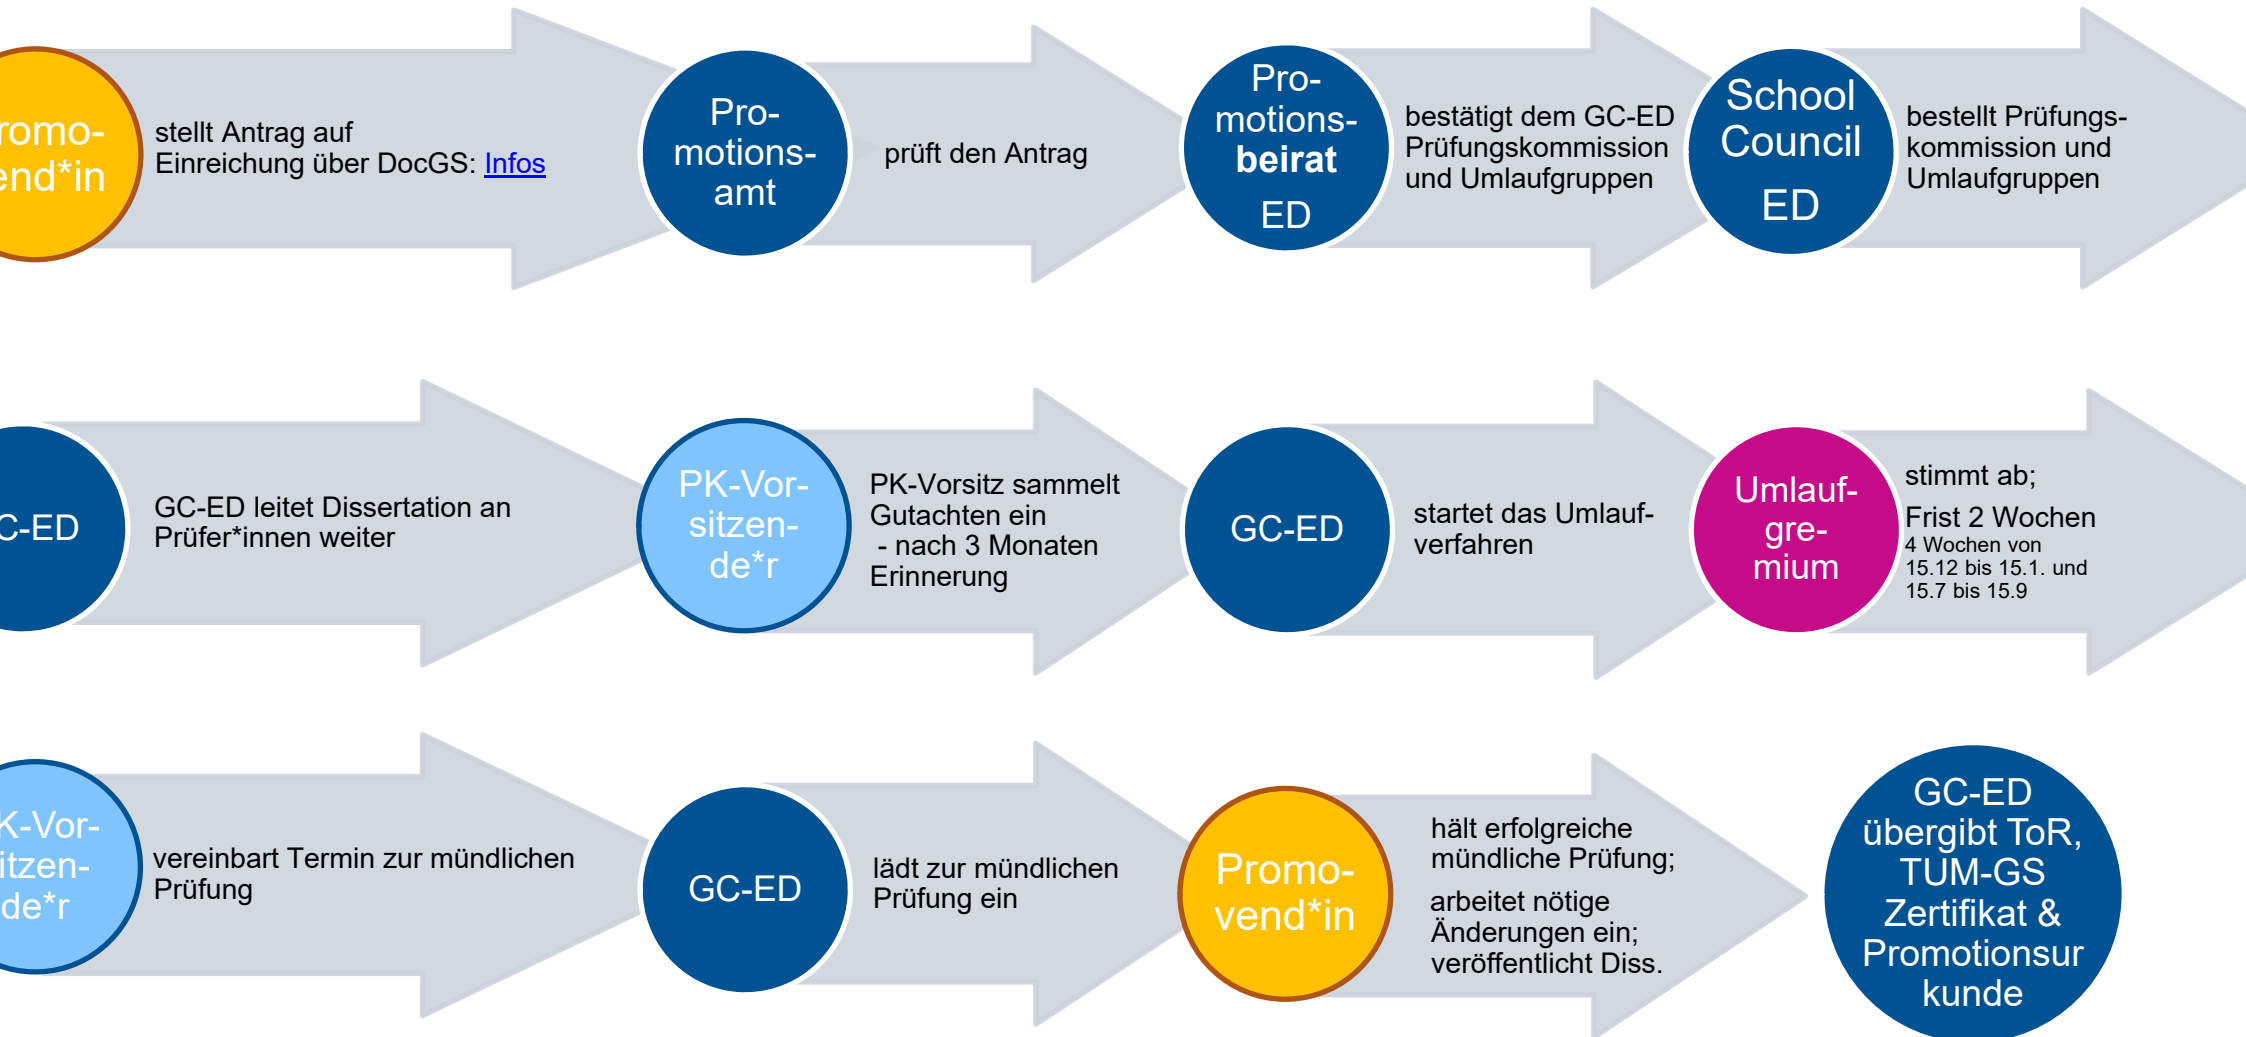 romo-
end*in
stellt Antrag auf
Einreichung über DocGS: Infos
Pro-
motions-
amt
prüft den Antrag
Pro-
motions-
beirat
ED
bestätigt dem GC-ED
Prüfungskommission
und Umlaufgruppen
School
Council
ED
bestellt Prüfungs-
kommission und
Umlaufgruppen
C-ED
GC-ED leitet Dissertation an
Prüfer*innen weiter
PK-Vor-
sitzen-
de*r
PK-Vorsitz sammelt
Gutachten ein
- nach 3 Monaten
Erinnerung
GC-ED
startet das Umlauf-
verfahren
Umlauf-
gre-
mium
stimmt ab;
Frist 2 Wochen
4 Wochen von
15.12 bis 15.1. und
15.7 bis 15.9
K-Vor-
itzen-
de*r
vereinbart Termin zur mündlichen
Prüfung
GC-ED
lädt zur mündlichen
Prüfung ein
Promo-
vend*in
hält erfolgreiche
mündliche Prüfung;
arbeitet nötige
Änderungen ein;
veröffentlicht Diss.
GC-ED
übergibt ToR,
TUM-GS
Zertifikat &
Promotionsur
kunde